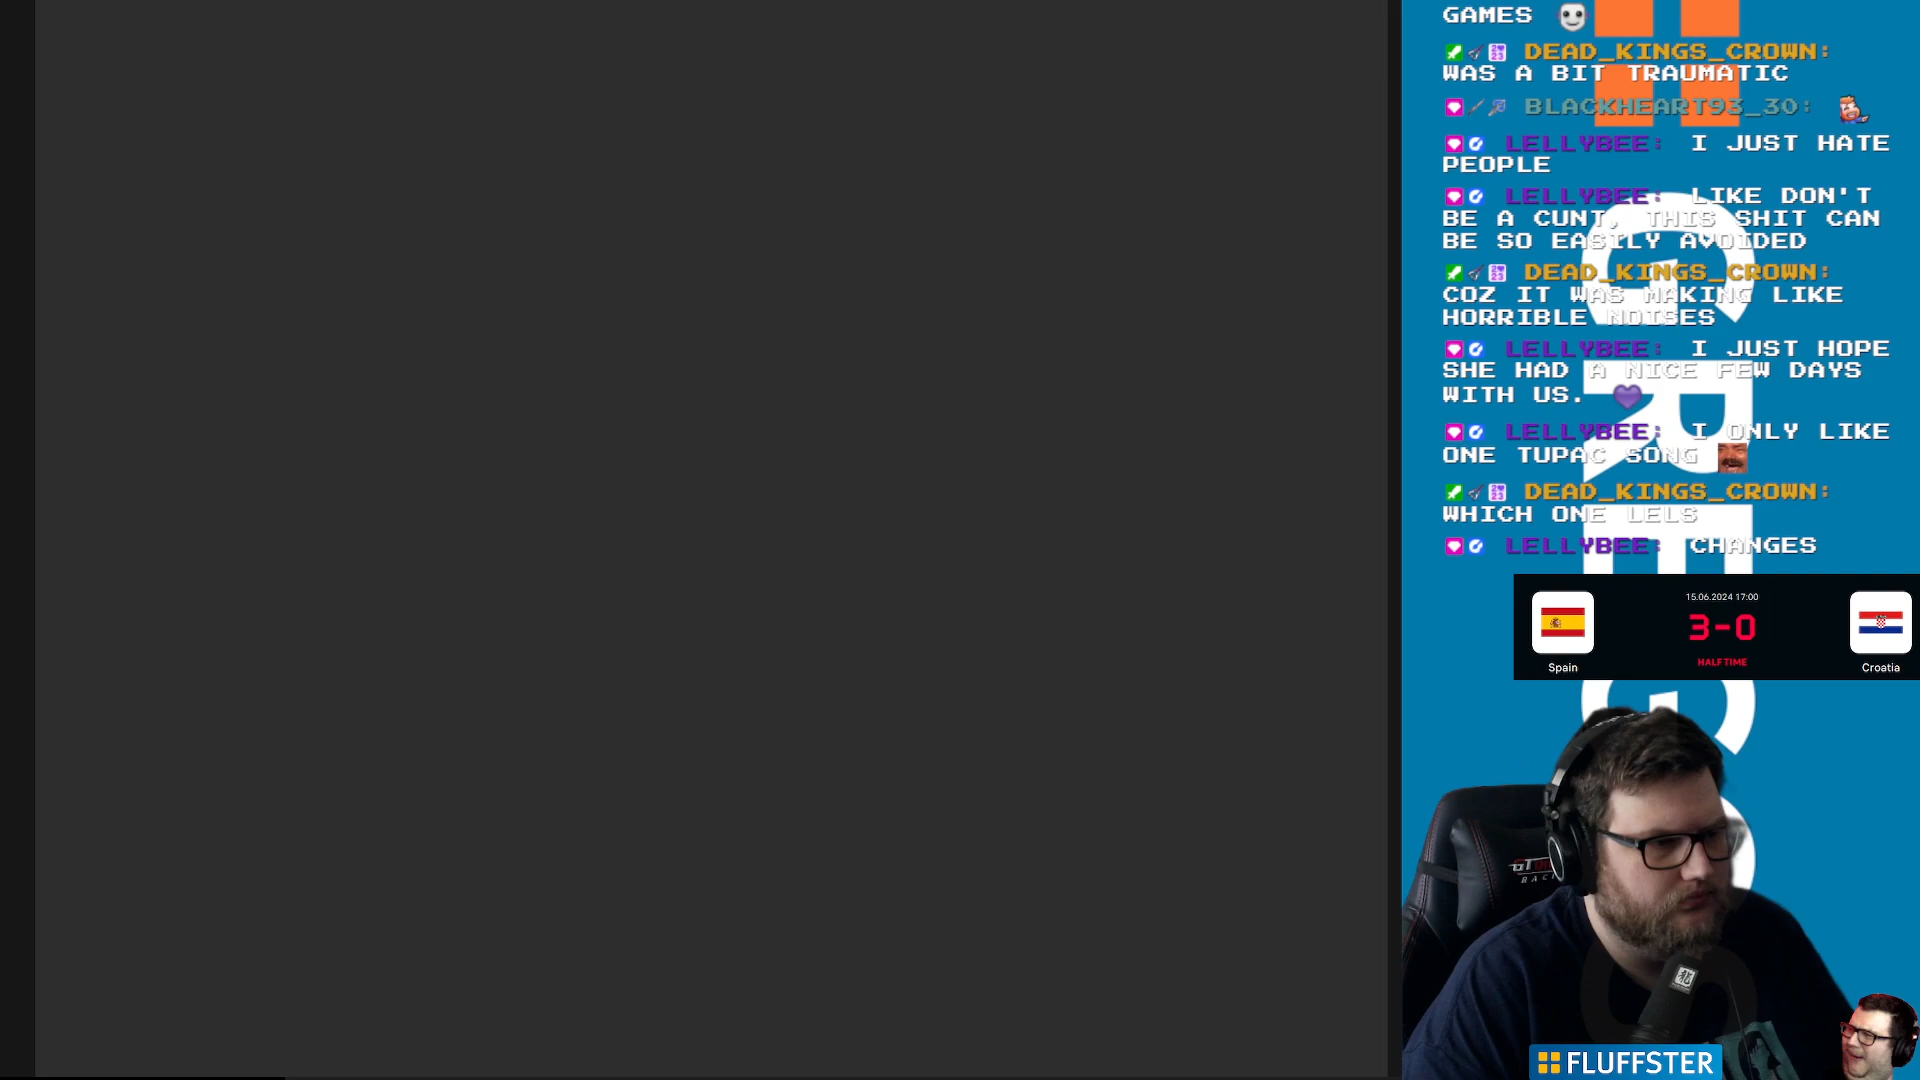 GAMES
DEAD_KINGS_CROWN:
WAS A BIT TRAUMATIC
BLACKHEART93_30:
LELLYBEE: I JUST HATE
PEOPLE
LELLYBEE: LIKE DON'T
BE A CUNT, THIS SHIT CAN
BE SO EASILY AVOIDED
DEAD_KINGS_CROWN:
COZ IT WAS MAKING LIKE
HORRIBLE NOISES
LELLYBEE: I JUST HOPE
SHE HAD A NICE FEW DAYS
WITH US.
LELLYBEE: I ONLY LIKE
ONE TUPAC SONG
DEAD_KINGS_CROWN:
WHICH ONE LELS
LELLYBEE: CHANGES
15.06.2024 17:00
3-0
HALFTIME
Spain
Croatia
FLUFFSTER